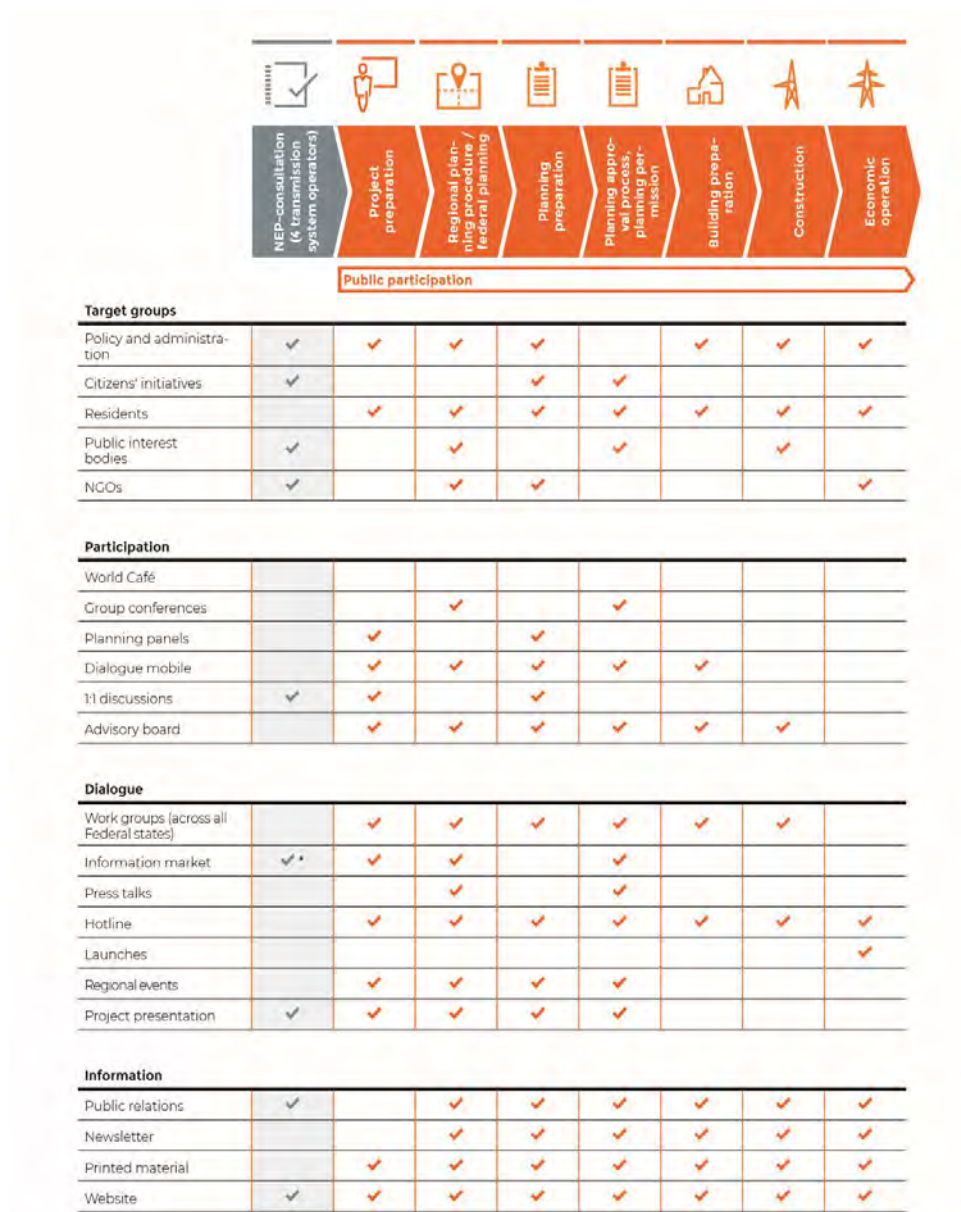 NEP-consultation
(4 transmission
system operators)
Project
preparation
Regional plan-
ning procedure /
federal planning
Planning
preparation
Planning appro-
val process,
planning per-
mission
Building prepa-
ration
Construction
Economic
operation
Public participation
Target groups
Policy and administra-
tion
Citizens' initiatives
Residents
Public interest
bodies
NGOs
Participation
World Café
Group conferences
Planning panels
Dialogue mobile
1:1 discussions
Advisory board
Dialogue
Work groups (across all
Federal states)
Information market
Press talks
Hotline
Launches
Regional events
Project presentation
Information
Public relations
Newsletter
Printed material
Website